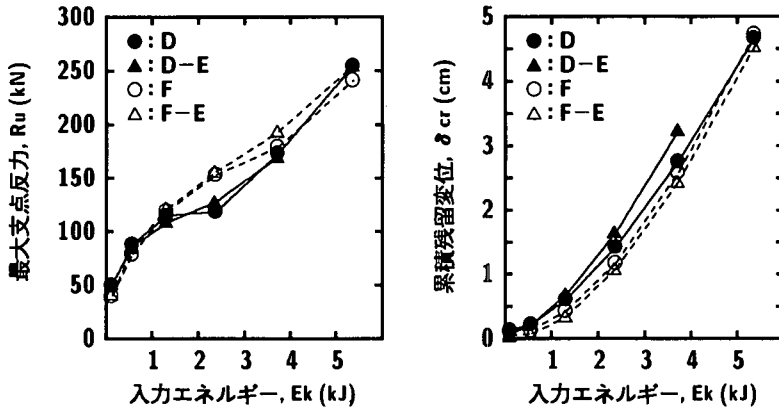 最大支点反力, Ru (kN)
300
250
200
150
100
50
0
●: D
▲: D-E
○: F
△: F-E
1 2 3 4 5
入力エネルギー, Ek (kJ)
累積残留変位, δcr (cm)
5
4
3
2
1
0
●: D
▲: D-E
○: F
△: F-E
1 2 3 4 5
入力エネルギー, Ek (kJ)